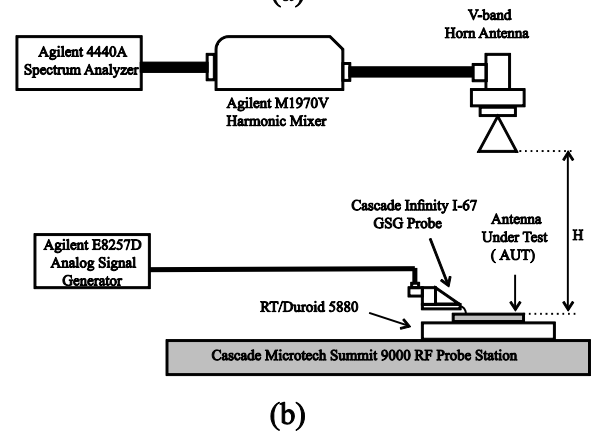 (a)
V-band
Horn Antenna
Agilent 4440A
Spectrum Analyzer
Agilent M1970V
Harmonic Mixer
Cascade Infinity I-67
GSG Probe
Antenna
Under Test
( AUT)
H
Agilent E8257D
Analog Signal
Generator
RT/Duroid 5880
Cascade Microtech Summit 9000 RF Probe Station
(b)